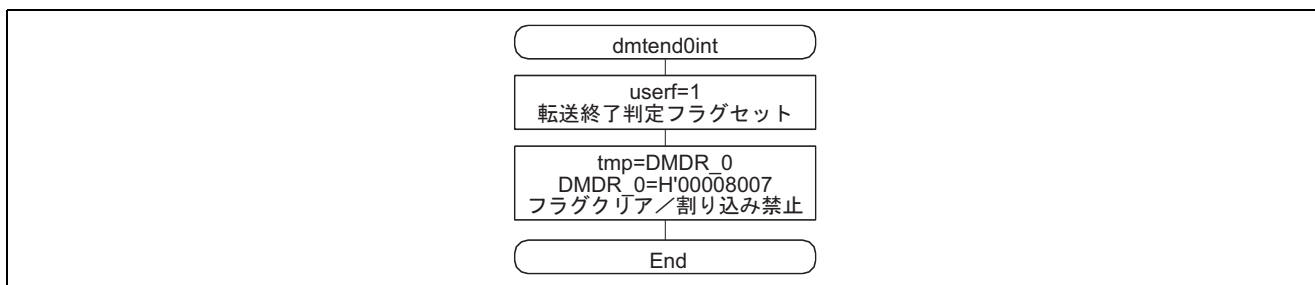 dmtend0int
userf=1
転送終了判定フラグセット
tmp=DMDR_0
DMDR_0=H'00008007
フラグクリア／割り込み禁止
End